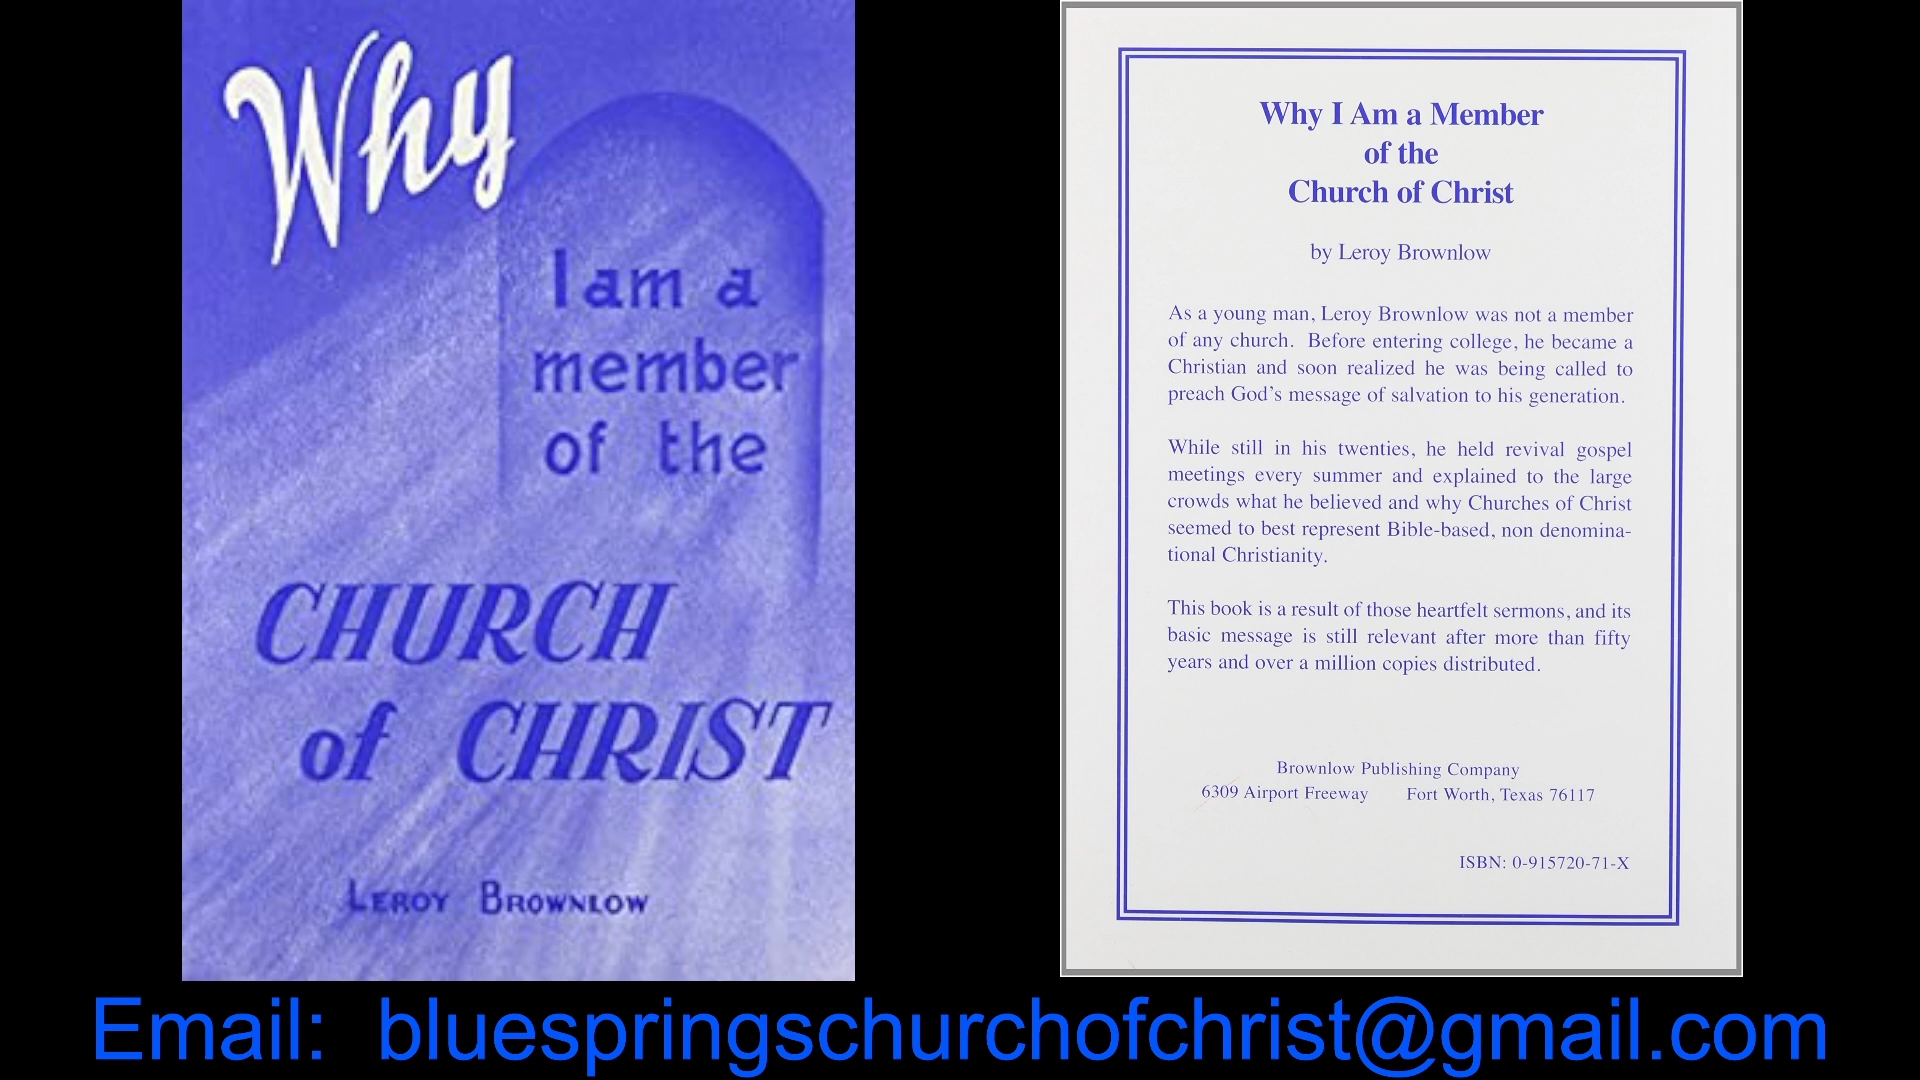 Why
I am a
member
of the
CHURCH
of CHRIST
LEROY BROWNLOW
Why I Am a Member
of the
Church of Christ
by Leroy Brownlow
As a young man, Leroy Brownlow was not a member
of any church. Before entering college, he became a
Christian and soon realized he was being called to
preach God's message of salvation to his generation.
While still in his twenties, he held revival gospel
meetings every summer and explained to the large
crowds what he believed and why Churches of Christ
seemed to best represent Bible-based, non denomina-
tional Christianity.
This book is a result of those heartfelt sermons, and its
basic message is still relevant after more than fifty
years and over a million copies distributed.
Brownlow Publishing Company
6309 Airport Freeway Fort Worth, Texas 76117
ISBN: 0-915720-71-X
Email: bluespringschurchofchrist@gmail.com